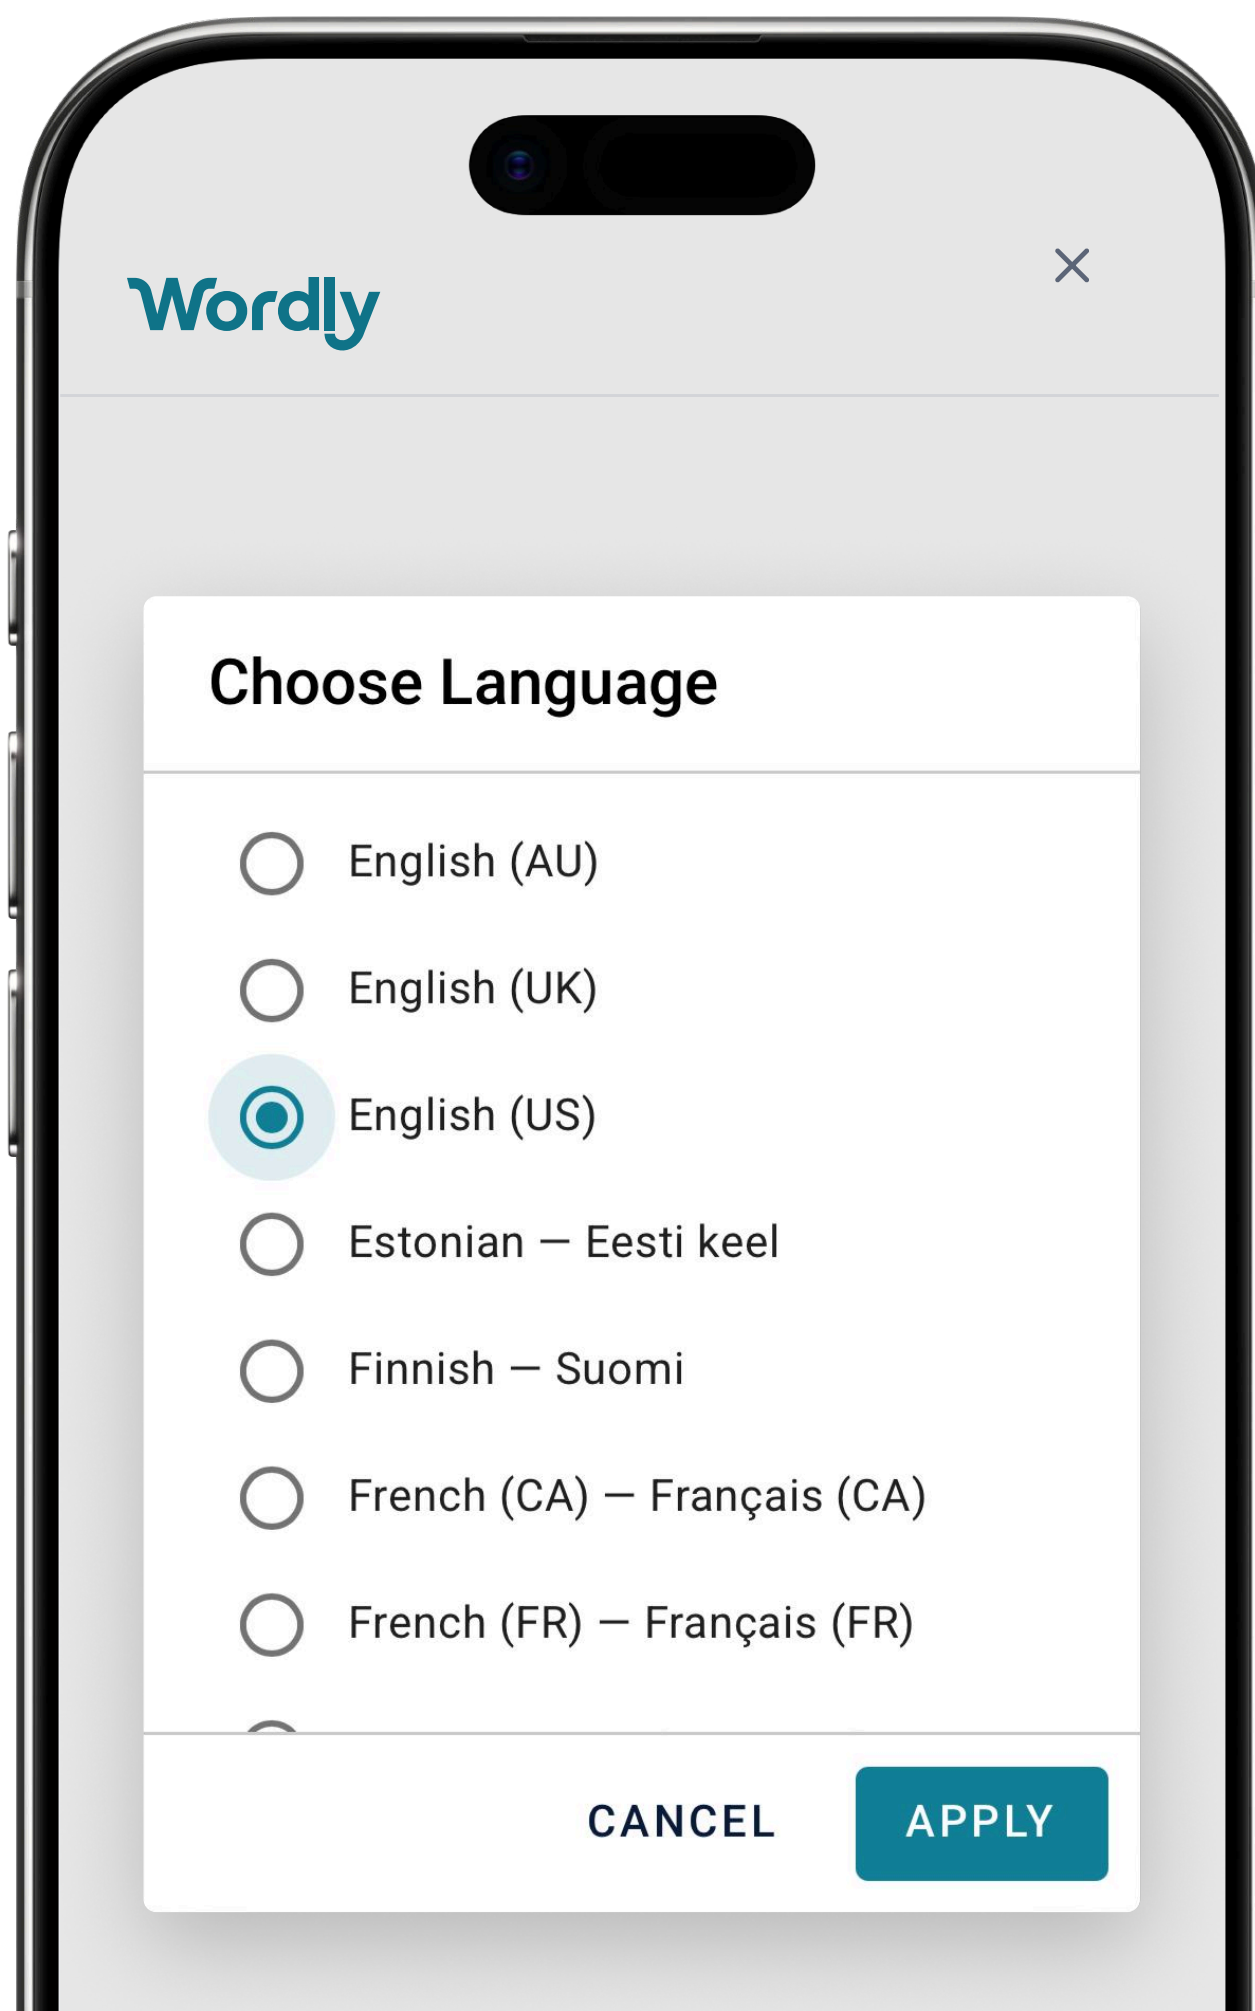 Wordly
Choose Language
English (AU)
English (UK)
English (US)
Estonian — Eesti keel
Finnish — Suomi
French (CA) — Français (CA)
French (FR) — Français (FR)
CANCEL
APPLY